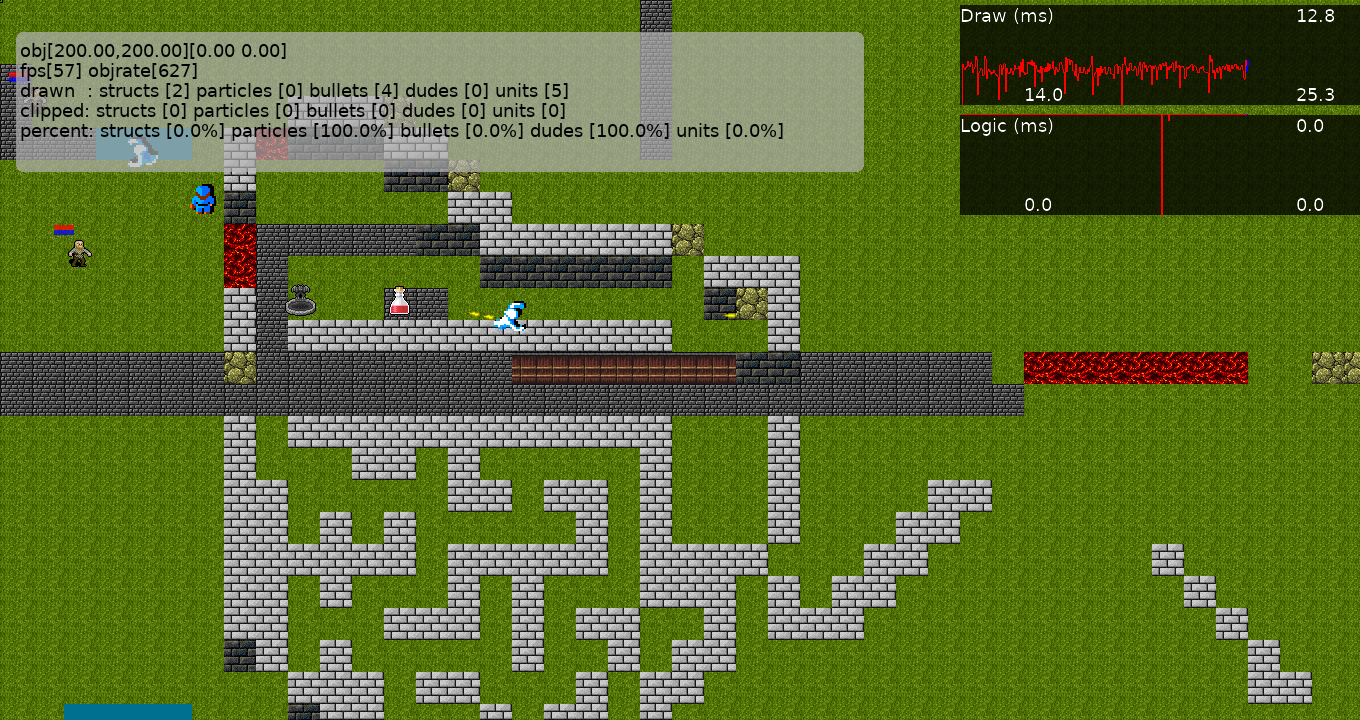 obj[200.00,200.00][0.00 0.00]
fps[57] objrate[627]
drawn  : structs [2] particles [0] bullets [4] dudes [0] units [5]
clipped: structs [0] particles [0] bullets [0] dudes [0] units [0]
percent: structs [0.0%] particles [100.0%] bullets [0.0%] dudes [100.0%] units [0.0%]
Draw (ms) 12.8
14.0 25.3
Logic (ms) 0.0
0.0 0.0